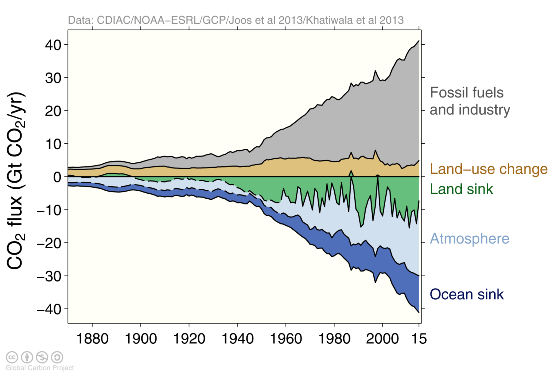 Data: CDIAC/NOAA−ESRL/GCP/Joos et al 2013/Khatiwala et al 2013
CO₂ flux (Gt CO₂/yr)
40
30
20
10
0
−10
−20
−30
−40
1880 1900 1920 1940 1960 1980 2000 15
Fossil fuels
and industry
Land−use change
Land sink
Atmosphere
Ocean sink
Global Carbon Project